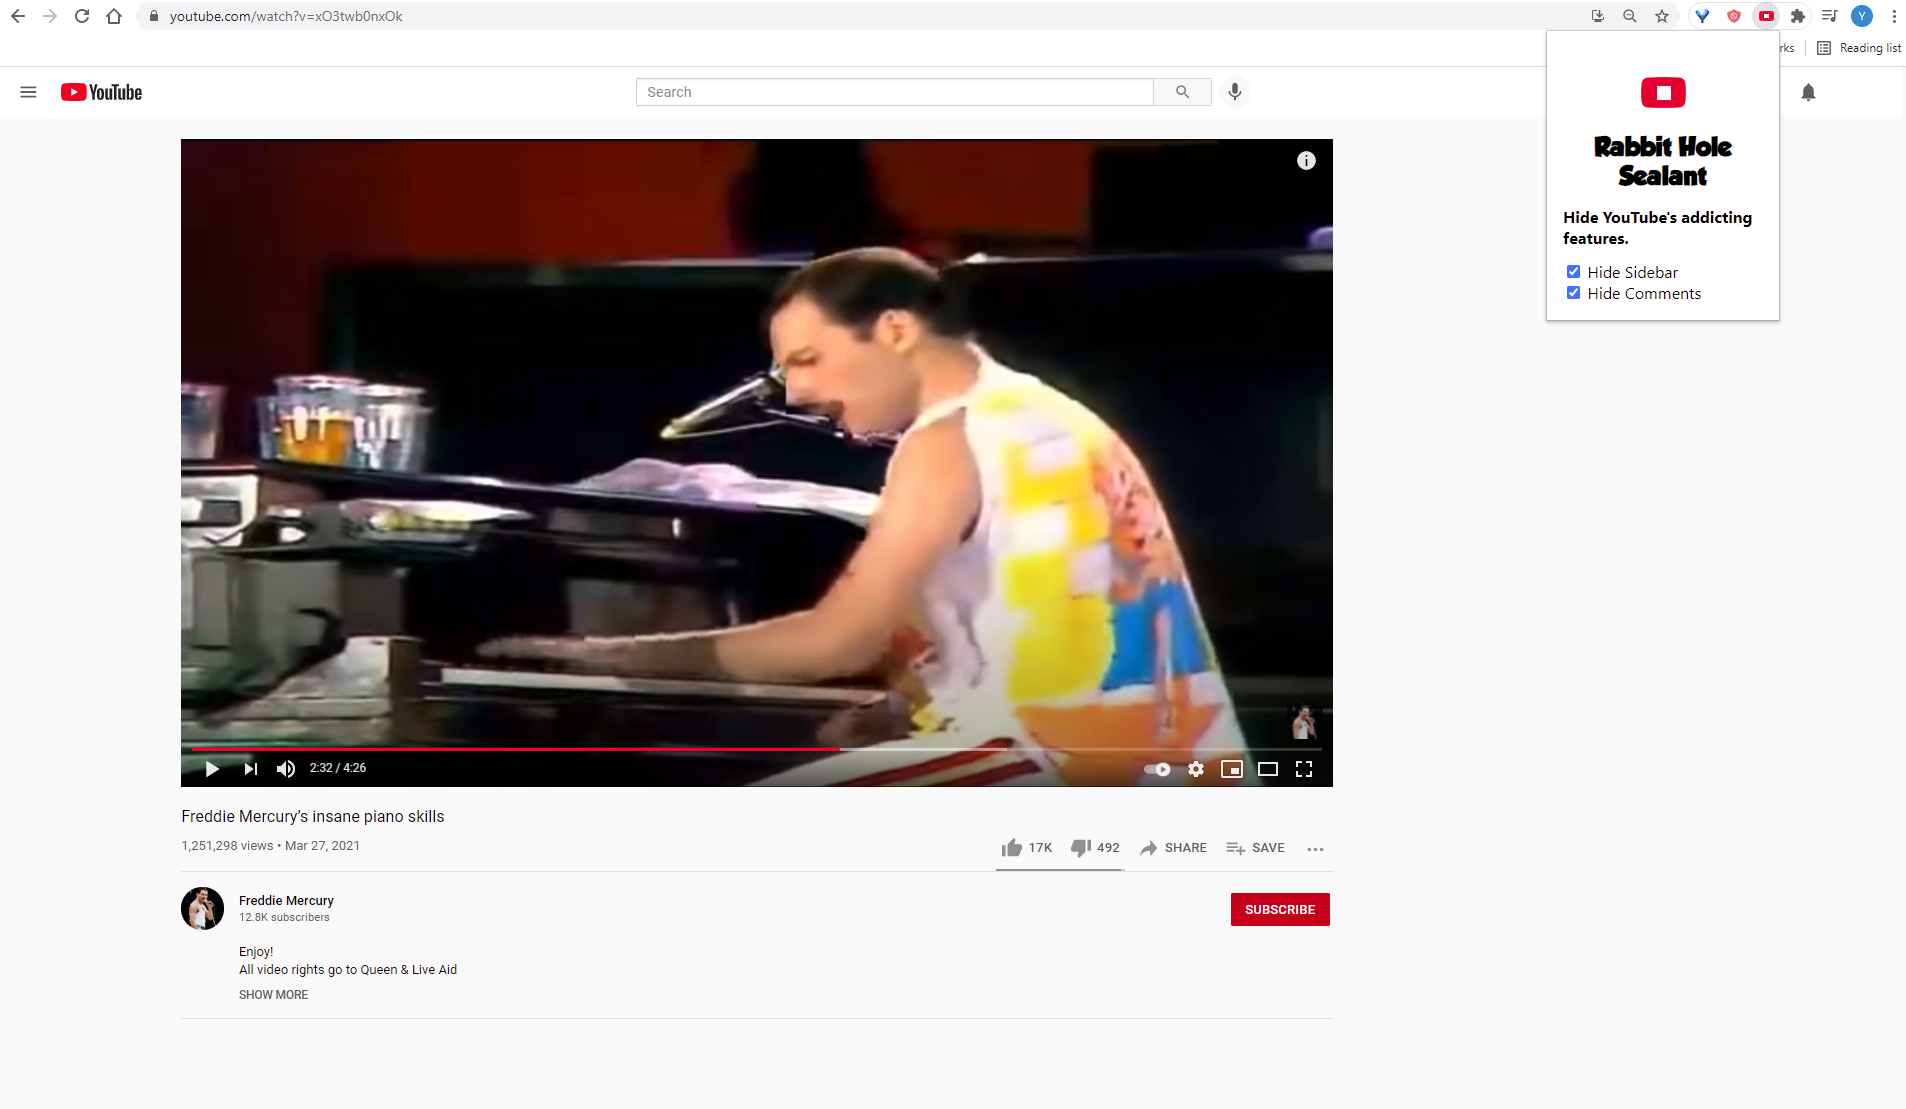 youtube.com/watch?v=xO3twb0nxOk
Y
rks
Reading list
YouTube
Search
Rabbit Hole
Sealant
Hide YouTube's addicting
features.
Hide Sidebar
Hide Comments
2:32 / 4:26
Freddie Mercury’s insane piano skills
1,251,298 views • Mar 27, 2021
17K
492
SHARE
SAVE
Freddie Mercury
12.8K subscribers
SUBSCRIBE
Enjoy!
All video rights go to Queen & Live Aid
SHOW MORE